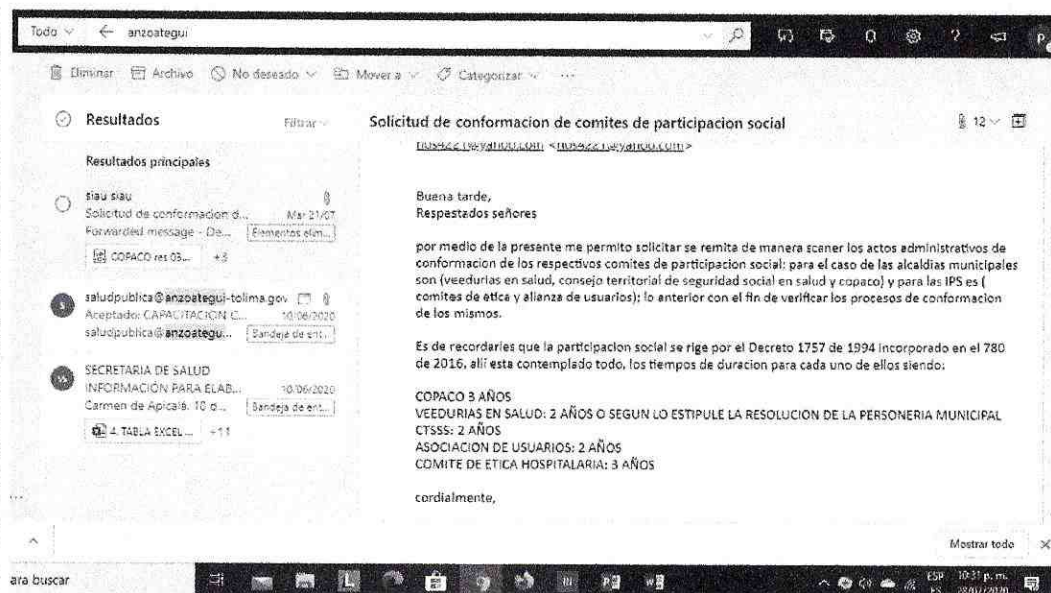 Todo
anzoategui
Eliminar Archivo No deseado Mover a Categorizar ...
Resultados
Filtrar
Resultados principales
siau siau
Solicitud de conformacion d... Mar 21/07
Forwarded message - De... Elementos elim...
COPACO res 03... +3
saludpublica@anzoategui-tolima.gov
Aceptado: CAPACITACION C... 10/06/2020
saludpublica@anzoategu... Bandeja de ent...
SECRETARIA DE SALUD
INFORMACIÓN PARA ELAB... 10/06/2020
Carmen de Apicalá. 10 d... Bandeja de ent...
4. TABLA EXCEL ... +11
Solicitud de conformacion de comites de participacion social
12
Buena tarde,
Respestados señores
por medio de la presente me permito solicitar se remita de manera scaner los actos administrativos de
conformacion de los respectivos comites de participacion social: para el caso de las alcaldias municipales
son (veedurias en salud, consejo territorial de seguridad social en salud y copaco) y para las IPS es (
comites de etica y alianza de usuarios); lo anterior con el fin de verificar los procesos de conformacion
de los mismos.
Es de recordarles que la participacion social se rige por el Decreto 1757 de 1994 incorporado en el 780
de 2016, alli esta contemplado todo, los tiempos de duracion para cada uno de ellos siendo:
COPACO 3 AÑOS
VEEDURIAS EN SALUD: 2 AÑOS O SEGUN LO ESTIPULE LA RESOLUCION DE LA PERSONERIA MUNICIPAL
CTSSS: 2 AÑOS
ASOCIACION DE USUARIOS: 2 AÑOS
COMITE DE ETICA HOSPITALARIA: 3 AÑOS
cordialmente,
Mostrar todo
ara buscar
ESP
ES
10:31 p. m.
28/07/2020